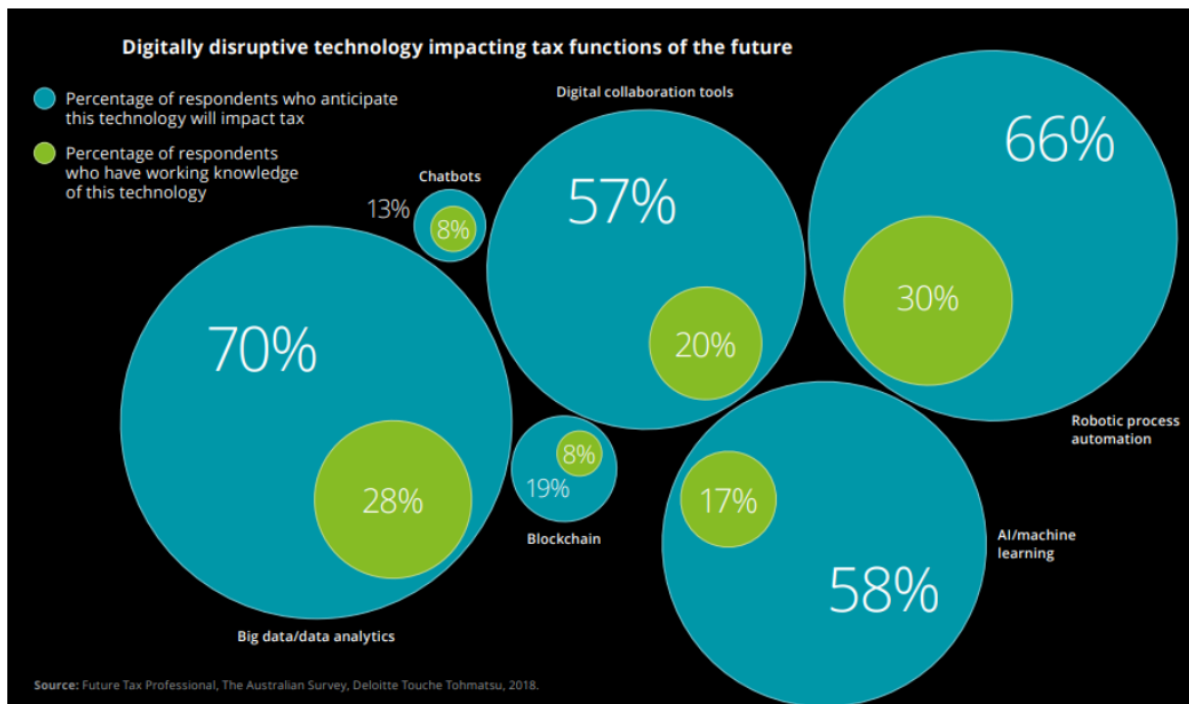 Digitally disruptive technology impacting tax functions of the future
Percentage of respondents who anticipate
this technology will impact tax
Percentage of respondents
who have working knowledge
of this technology
Chatbots
13%
8%
Digital collaboration tools
57%
20%
66%
30%
Robotic process
automation
70%
28%
Big data/data analytics
8%
19%
Blockchain
17%
58%
AI/machine
learning
Source: Future Tax Professional, The Australian Survey, Deloitte Touche Tohmatsu, 2018.